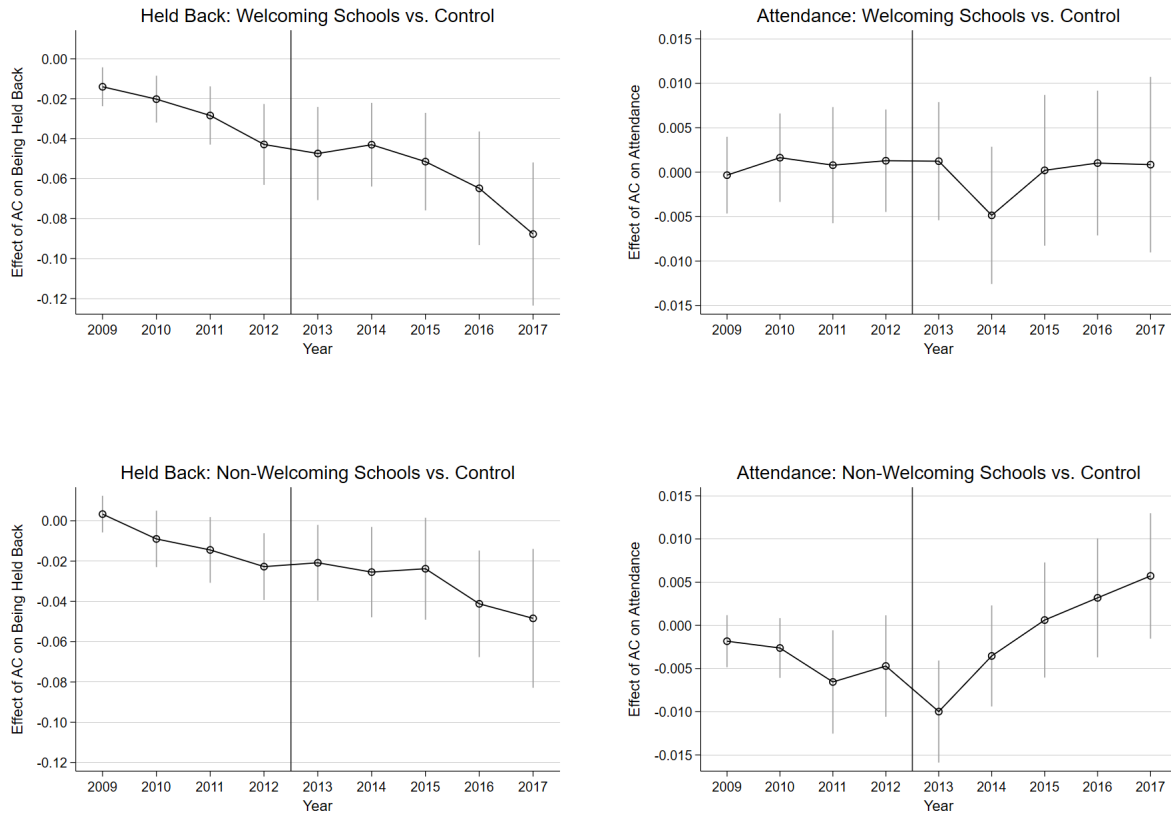 Held Back: Welcoming Schools vs. Control
Effect of AC on Being Held Back
0.00
-0.02
-0.04
-0.06
-0.08
-0.10
-0.12
2009 2010 2011 2012 2013 2014 2015 2016 2017
Year
Attendance: Welcoming Schools vs. Control
Effect of AC on Attendance
0.015
0.010
0.005
0.000
-0.005
-0.010
-0.015
2009 2010 2011 2012 2013 2014 2015 2016 2017
Year
Held Back: Non-Welcoming Schools vs. Control
Effect of AC on Being Held Back
0.00
-0.02
-0.04
-0.06
-0.08
-0.10
-0.12
2009 2010 2011 2012 2013 2014 2015 2016 2017
Year
Attendance: Non-Welcoming Schools vs. Control
Effect of AC on Attendance
0.015
0.010
0.005
0.000
-0.005
-0.010
-0.015
2009 2010 2011 2012 2013 2014 2015 2016 2017
Year